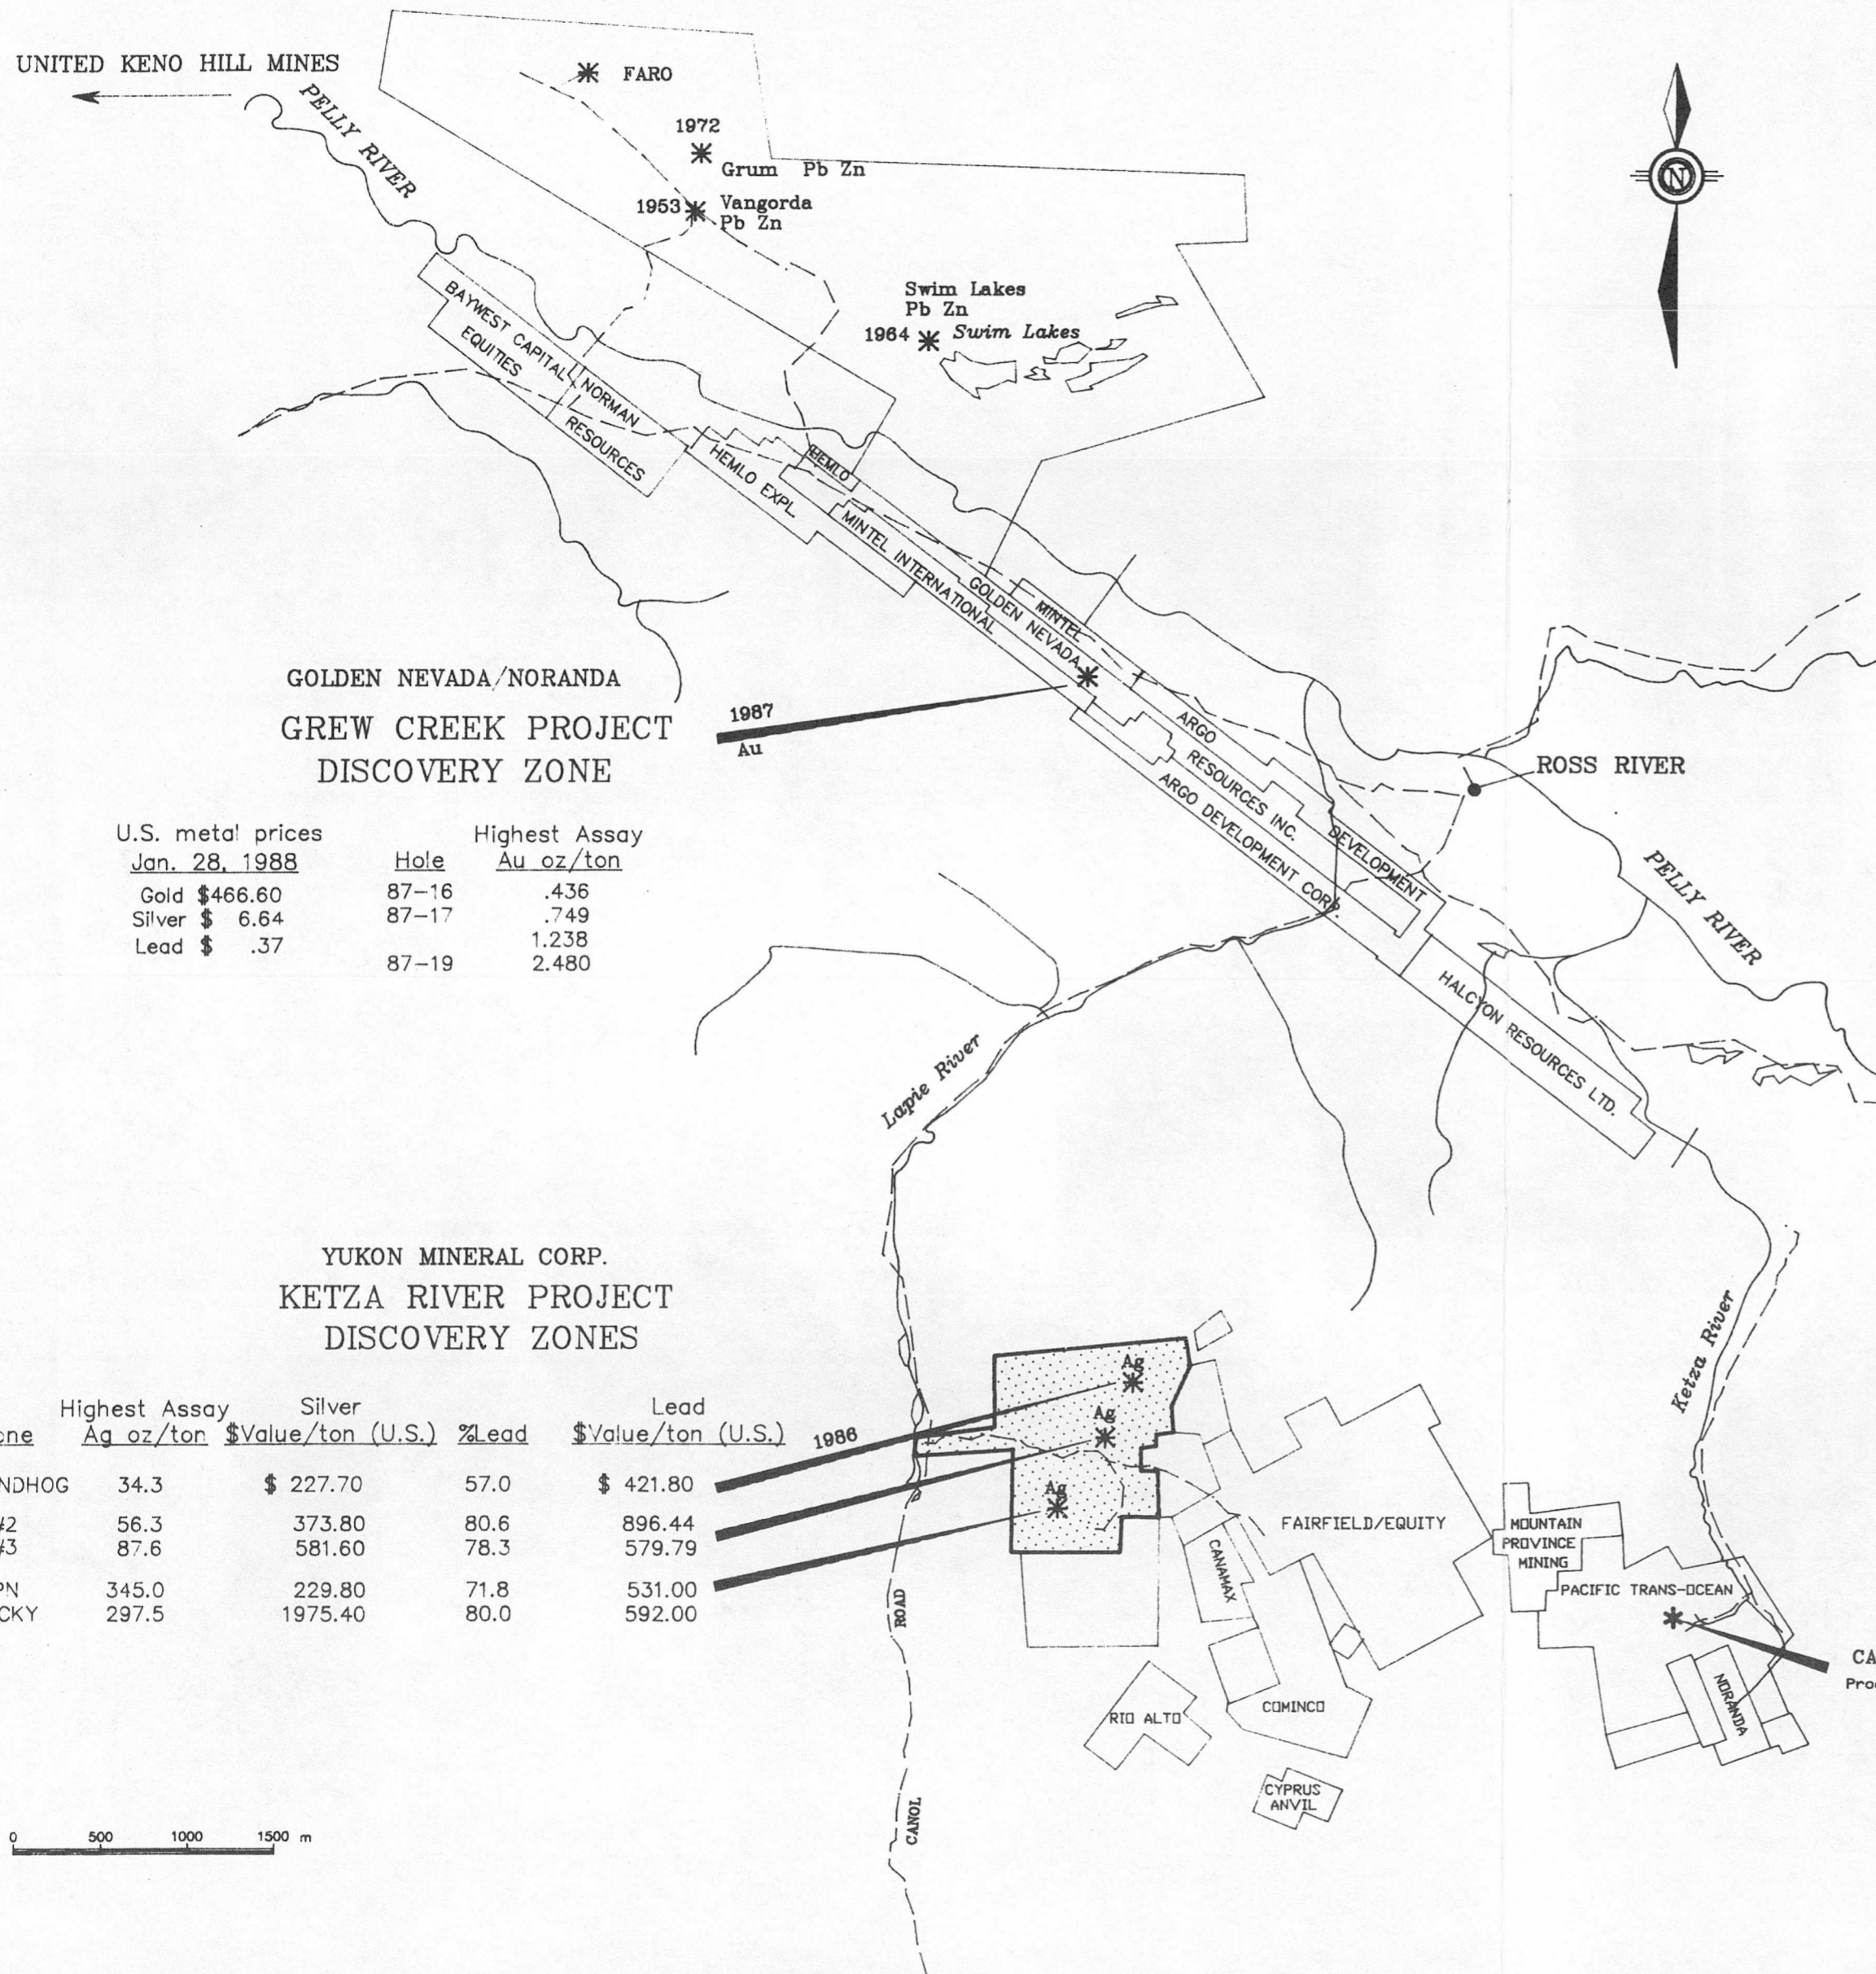 UNITED KENO HILL MINES
PELLY RIVER
FARO
1972
Grum Pb Zn
1953
Vangorda
Pb Zn
Swim Lakes
Pb Zn
1964
Swim Lakes
N
BAYWEST CAPITAL
EQUITIES
NORMAN
RESOURCES
HEMLO EXPL.
HEMLO
MINTEL INTERNATIONAL
GOLDEN NEVADA
MINTEL
ARGO
RESOURCES INC.
ARGO DEVELOPMENT CORP.
DEVELOPMENT
HALCYON RESOURCES LTD.
ROSS RIVER
PELLY RIVER
GOLDEN NEVADA/NORANDA
GREW CREEK PROJECT
DISCOVERY ZONE
1987
Au
U.S. metal prices Highest Assay
Jan. 28, 1988 Hole Au oz/ton
Gold $466.60 87-16 .436
Silver $ 6.64 87-17 .749
Lead $ .37 1.238
87-19 2.480
Lapie River
YUKON MINERAL CORP.
KETZA RIVER PROJECT
DISCOVERY ZONES
Highest Assay Silver Lead
one Ag oz/ton $Value/ton (U.S.) %Lead $Value/ton (U.S.)
NDHOG 34.3 $ 227.70 57.0 $ 421.80
#2 56.3 373.80 80.6 896.44
#3 87.6 581.60 78.3 579.79
PN 345.0 229.80 71.8 531.00
CKY 297.5 1975.40 80.0 592.00
1986
Ag
Ag
Ag
Ketza River
FAIRFIELD/EQUITY
CANAMAX
MOUNTAIN
PROVINCE
MINING
PACIFIC TRANS-OCEAN
NORANDA
CA
Pro
COMINCO
RIO ALTO
CYPRUS
ANVIL
CANOL ROAD
0 500 1000 1500 m